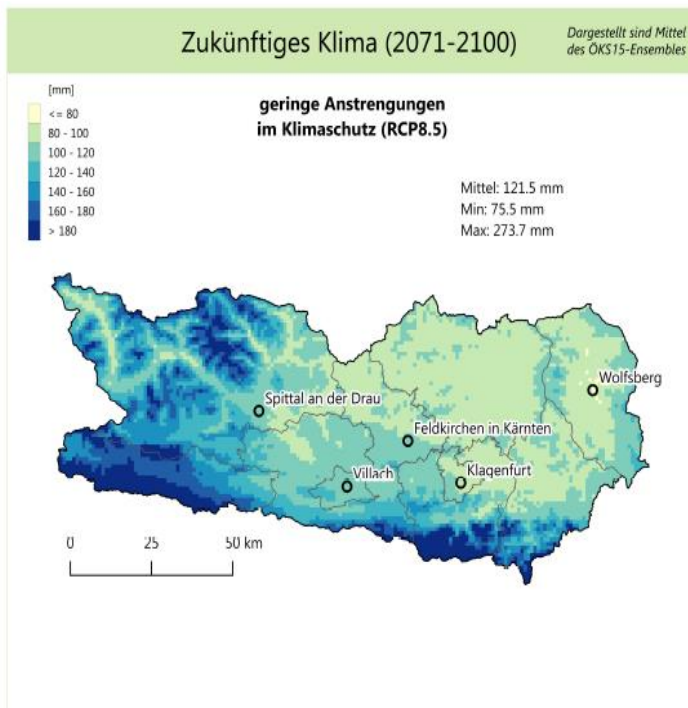 Zukünftiges Klima (2071-2100)
Dargestellt sind Mittel
des ÖKS15-Ensembles
[mm]
<= 80
80 - 100
100 - 120
120 - 140
140 - 160
160 - 180
> 180
geringe Anstrengungen
im Klimaschutz (RCP8.5)
Mittel: 121.5 mm
Min: 75.5 mm
Max: 273.7 mm
Wolfsberg
Spittal an der Drau
Feldkirchen in Kärnten
Villach
Klagenfurt
0 25 50 km